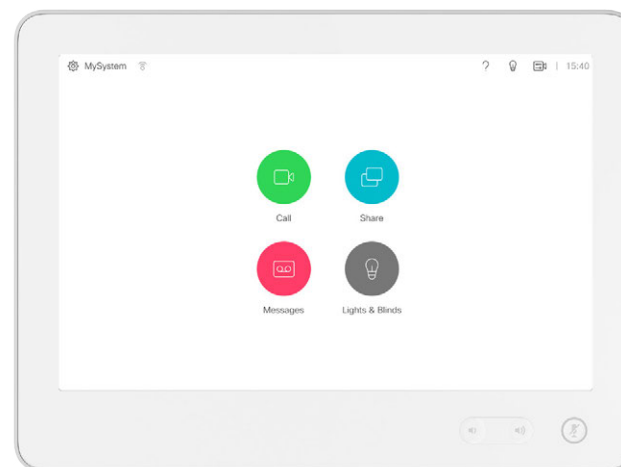 MySystem
? | 15:40
Call
Share
Messages
Lights & Blinds